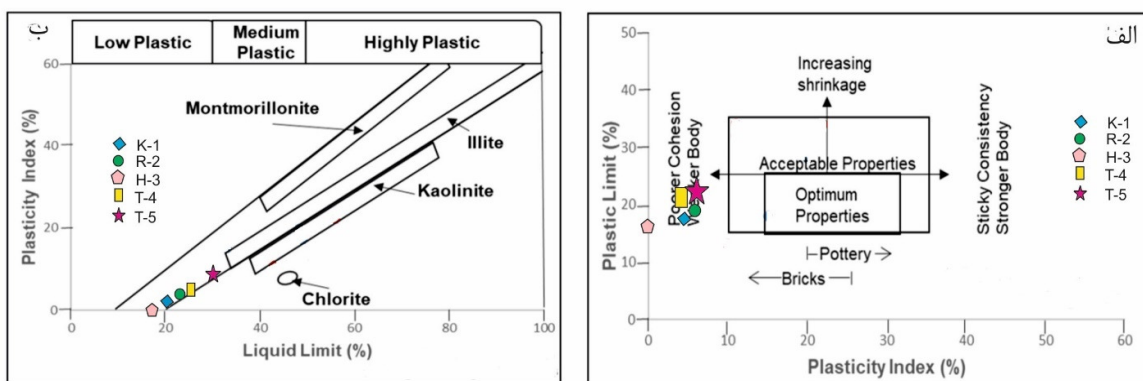 ب
Low Plastic
Medium
Plastic
Highly Plastic
60
40
20
0
0
20
40
60
80
100
Plasticity Index (%)
Liquid Limit (%)
Montmorillonite
Illite
Kaolinite
Chlorite
K-1
R-2
H-3
T-4
T-5
الف
50
40
30
20
10
0
0
10
20
30
40
50
60
Plastic Limit (%)
Plasticity Index (%)
Increasing
shrinkage
Cohesion
Body
Acceptable Properties
Optimum
Properties
Sticky Consistency
Stronger Body
Pottery
Bricks
K-1
R-2
H-3
T-4
T-5